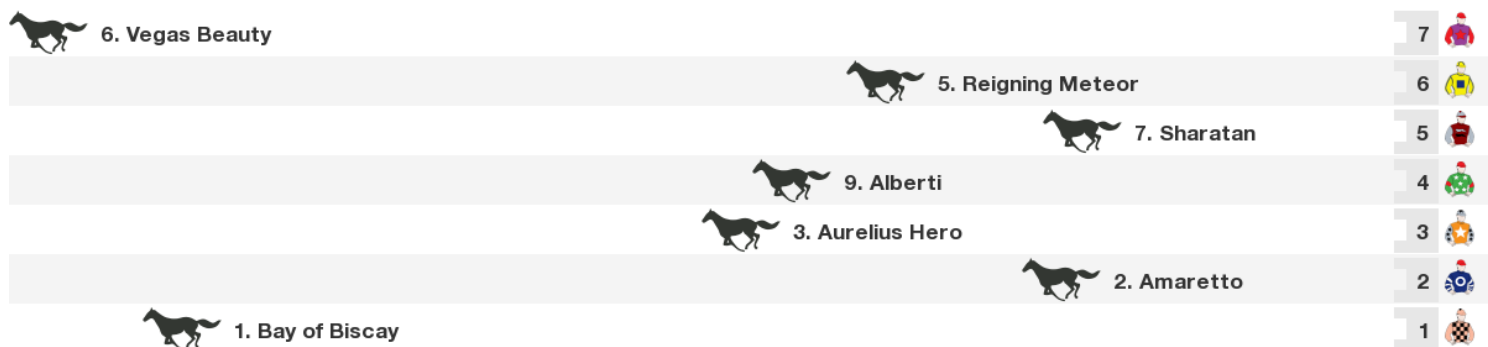 6. Vegas Beauty 7
5. Reigning Meteor 6
7. Sharatan 5
9. Alberti 4
3. Aurelius Hero 3
2. Amaretto 2
1. Bay of Biscay 1